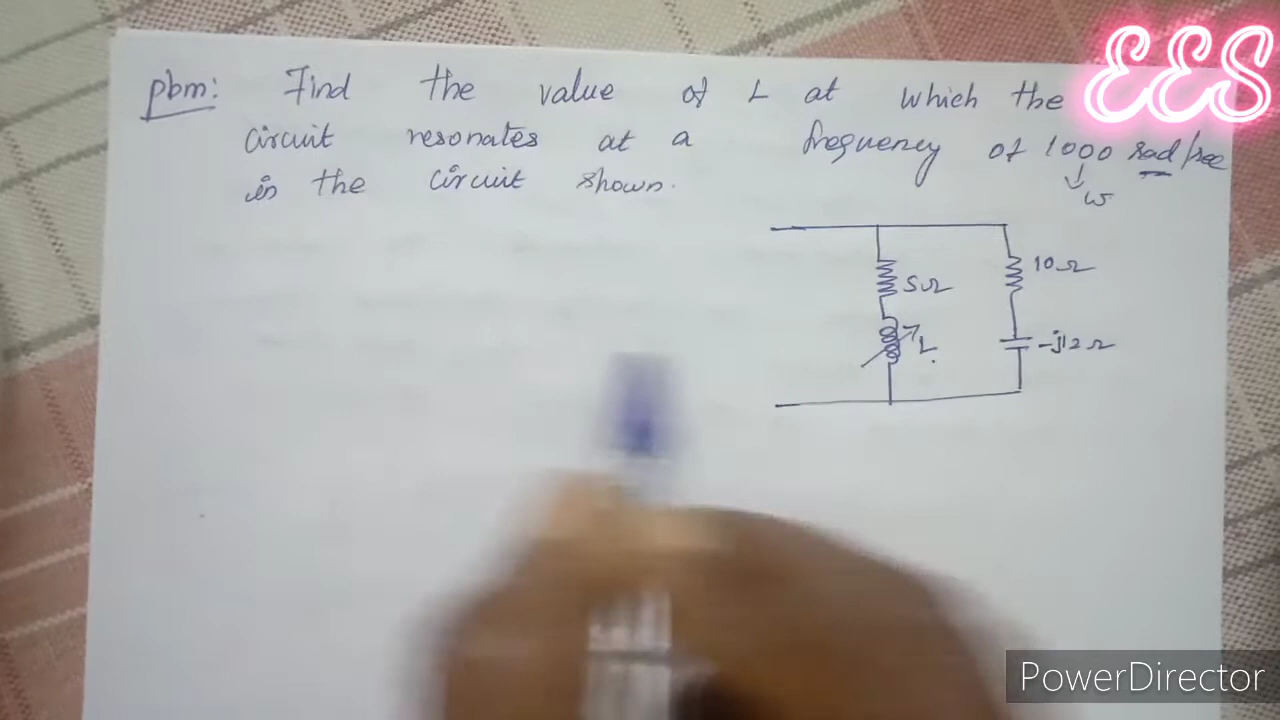 pbm: Find the value of L at which the
EES
circuit resonates at a frequency of 1000 rad/sec
in the circuit shown.
ω
5Ω
10Ω
L
-j12Ω
PowerDirector